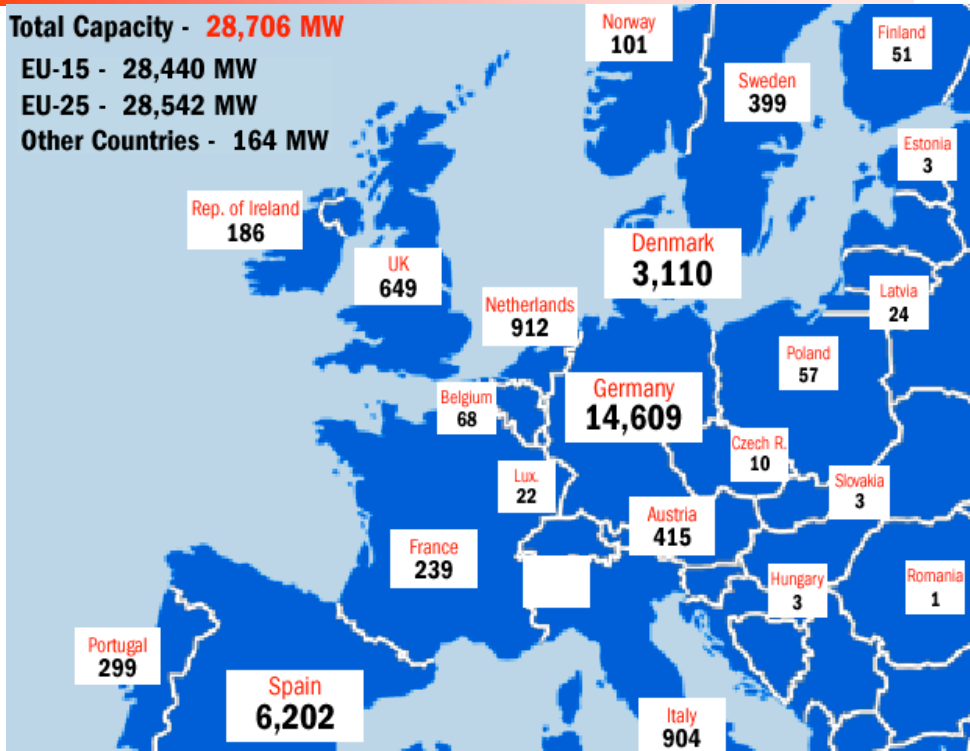 Total Capacity - 28,706 MW
EU-15 - 28,440 MW
EU-25 - 28,542 MW
Other Countries - 164 MW
Norway
101
Finland
51
Sweden
399
Estonia
3
Rep. of Ireland
186
UK
649
Denmark
3,110
Netherlands
912
Latvia
24
Poland
57
Belgium
68
Germany
14,609
Czech R.
10
Lux.
22
Slovakia
3
Austria
415
France
239
Hungary
3
Romania
1
Portugal
299
Spain
6,202
Italy
904